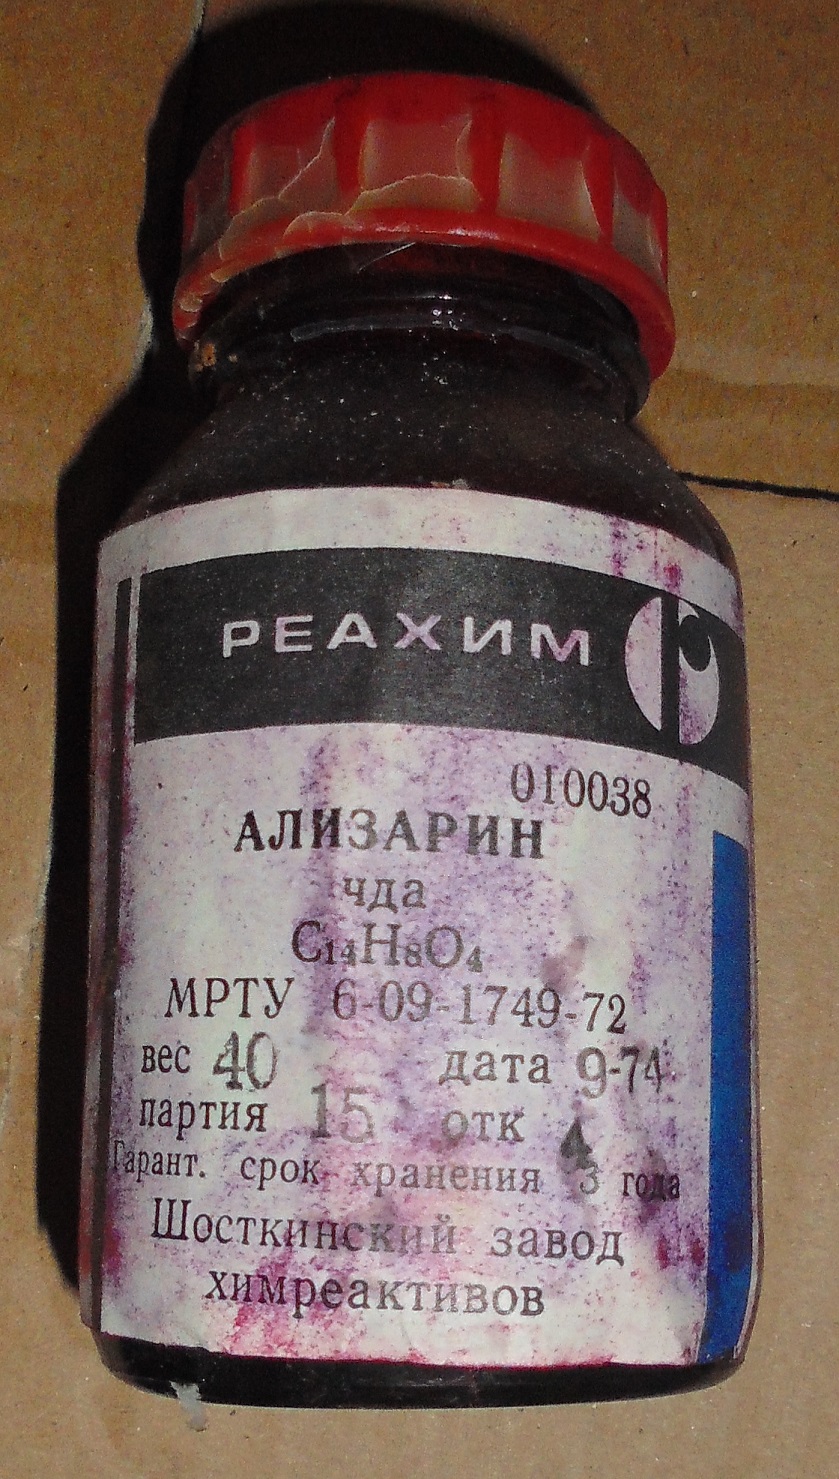 РЕАХИМ
010038
АЛИЗАРИН
чда
C₁₄H₈O₄
МРТУ 6-09-1749-72
вес 40 дата 9-74
партия 15 отк 4
Гарант. срок хранения 3 года
Шосткинский завод
химреактивов